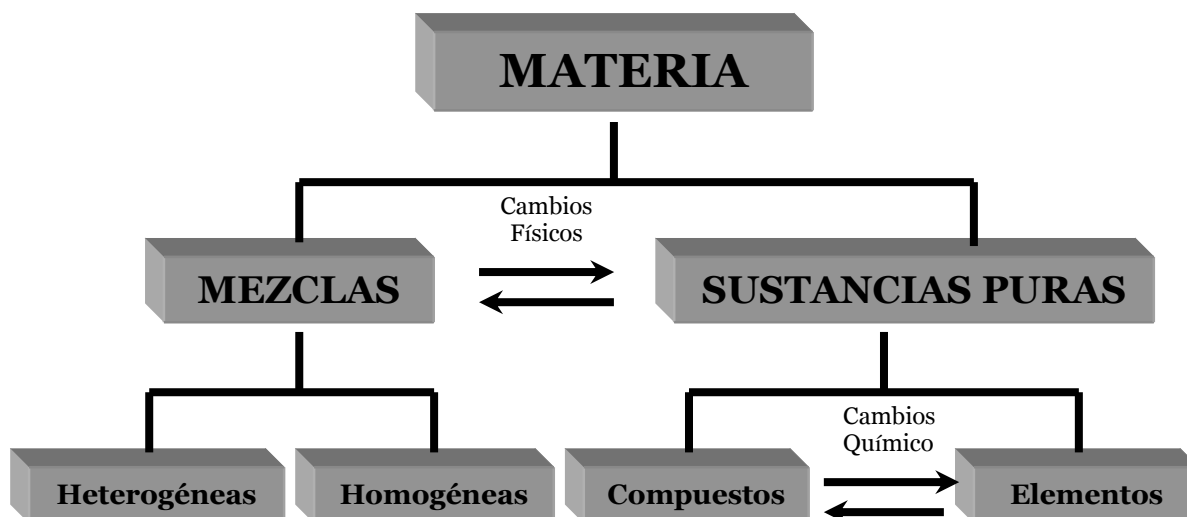 MATERIA
Cambios
Físicos
MEZCLAS
SUSTANCIAS PURAS
Cambios
Químico
Heterogéneas
Homogéneas
Compuestos
Elementos